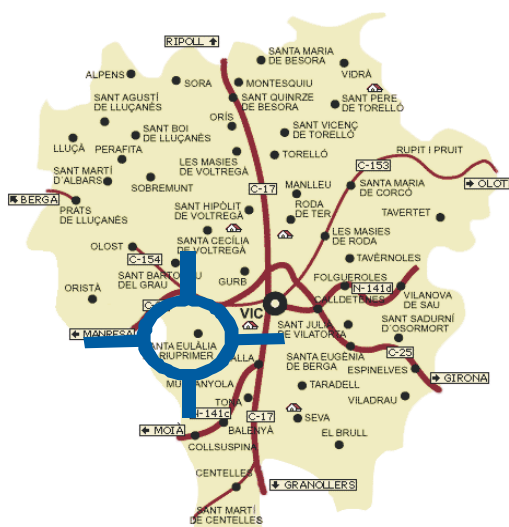 RIPOLL
SANTA MARIA
DE BESORA
ALPENS
SORA
MONTESQUIU
VIDRÀ
SANT AGUSTÍ
DE LLUÇANÈS
SANT QUINRZE
DE BESORA
SANT PERE
DE TORELLÓ
ORÍS
SANT BOI
DE LLUÇANÈS
SANT VICENÇ
DE TORELLÓ
LLUÇÀ
PERAFITA
LES MASIES
DE VOLTREGÀ
TORELLÓ
RUPIT I PRUIT
C-153
SANT MARTÍ
D'ALBARS
SOBREMUNT
C-17
MANLLEU
SANTA MARIA
DE CORCÓ
OLOT
BERGA
PRATS
DE LLUÇANÈS
SANT HIPÒLIT
DE VOLTREGÀ
RODA
DE TER
TAVERTET
OLOST
SANTA CECÍLIA
DE VOLTREGÀ
LES MASIES
DE RODA
C-154
TAVÈRNOLES
SANT BARTO
DEL GRAU
GURB
FOLGUEROLES
ORISTÀ
N-141d
VILANOVA
DE SAU
C-
VIC
CALLDETENES
MANRESA
SANT JULIÀ
DE VILATORTA
SANT SADURNÍ
D'OSORMORT
ANTA EULÀLIA
RIUPRIMER
ALLA
SANTA EUGÈNIA
DE BERGA
C-25
ESPINELVES
GIRONA
MU
ANYOLA
TARADELL
VILADRAU
TONA
N-141c
C-17
SEVA
MOIÀ
BALENYÀ
COLLSUSPINA
EL BRULL
CENTELLES
GRANOLLERS
SANT MARTÍ
DE CENTELLES